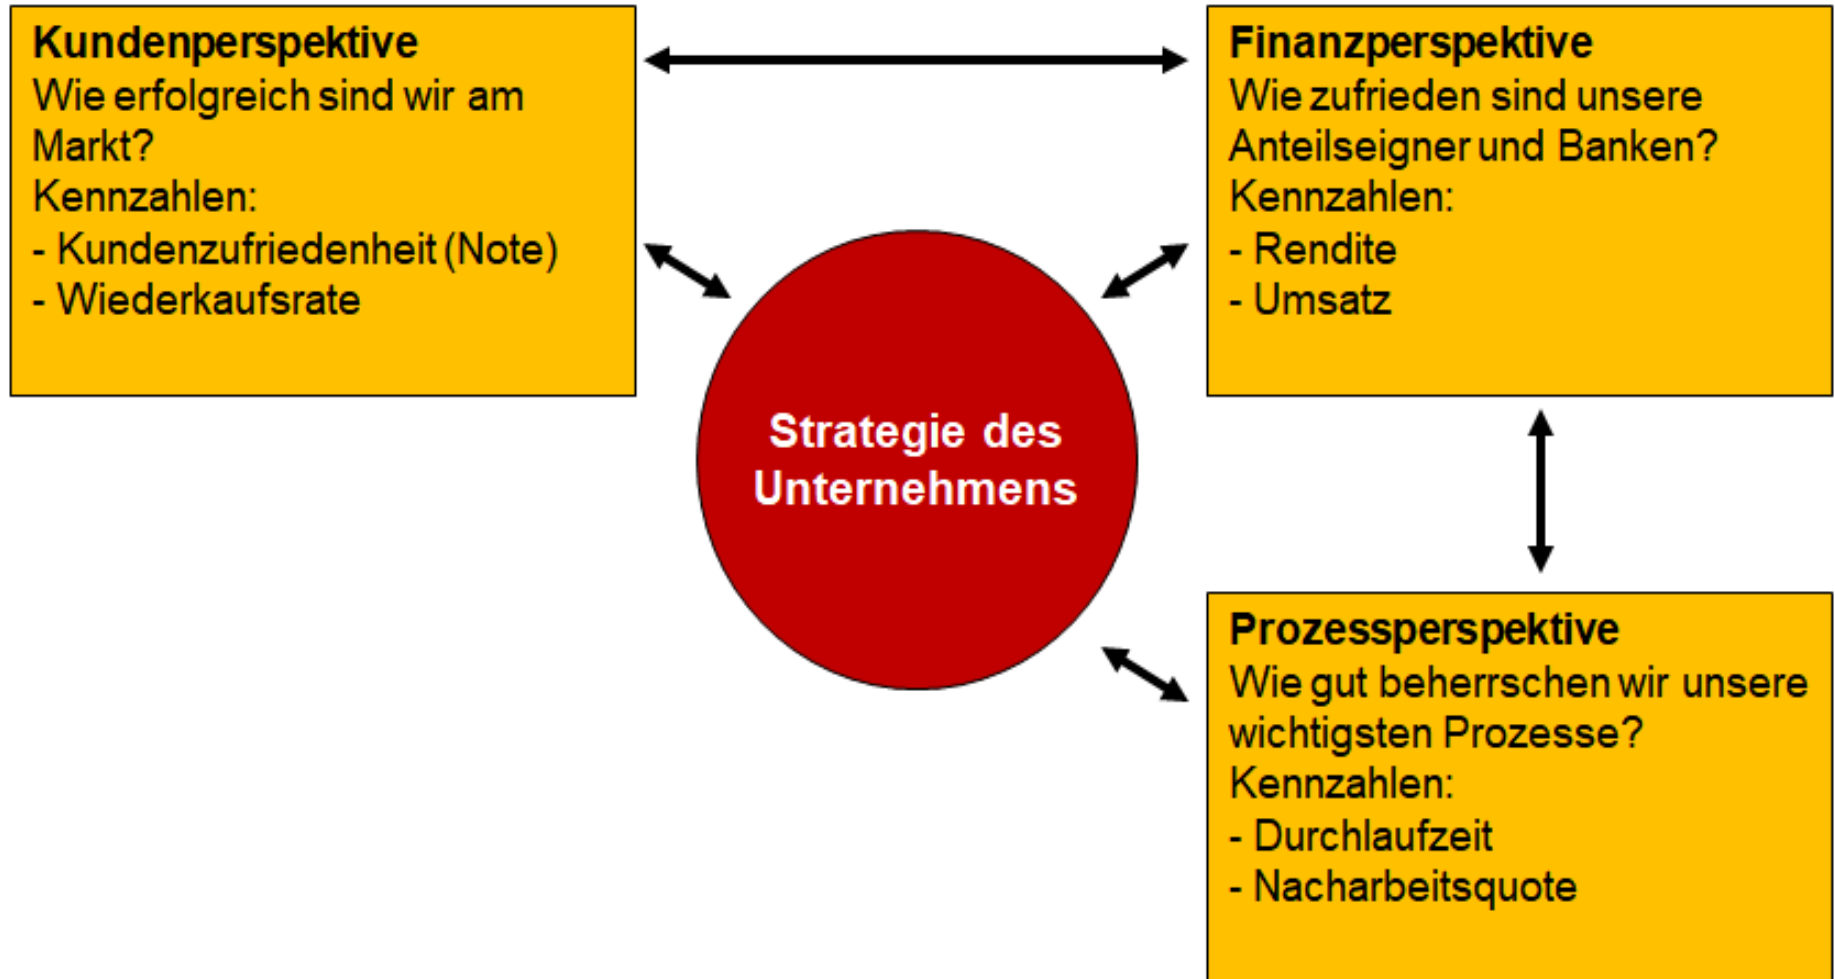 Kundenperspektive
Wie erfolgreich sind wir am
Markt?
Kennzahlen:
- Kundenzufriedenheit (Note)
- Wiederkaufsrate
Finanzperspektive
Wie zufrieden sind unsere
Anteilseigner und Banken?
Kennzahlen:
- Rendite
- Umsatz
Strategie des
Unternehmens
Prozessperspektive
Wie gut beherrschen wir unsere
wichtigsten Prozesse?
Kennzahlen:
- Durchlaufzeit
- Nacharbeitsquote